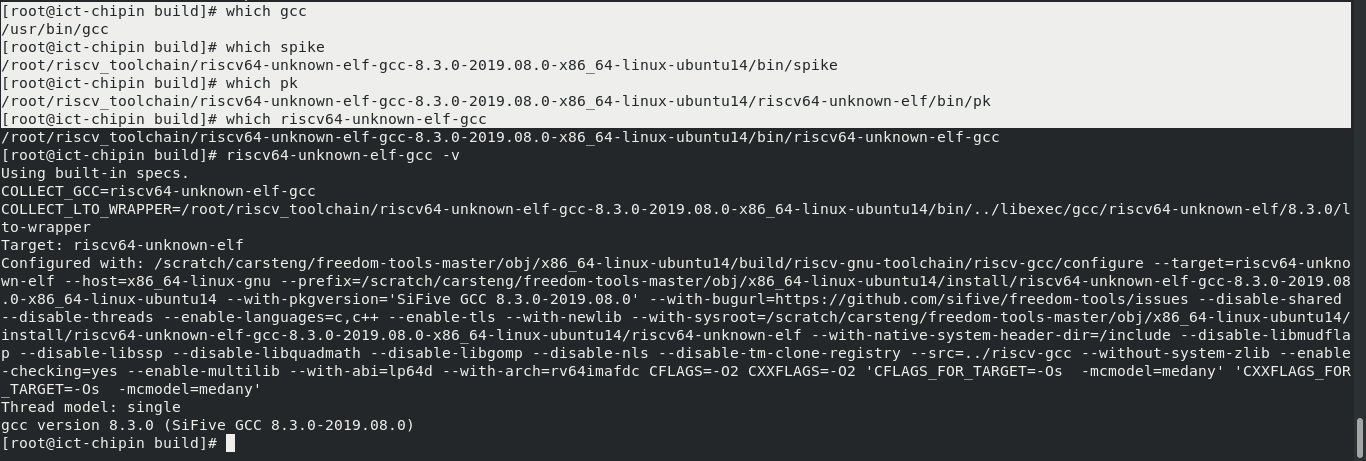 [root@ict-chipin build]# which gcc
/usr/bin/gcc
[root@ict-chipin build]# which spike
/root/riscv_toolchain/riscv64-unknown-elf-gcc-8.3.0-2019.08.0-x86_64-linux-ubuntu14/bin/spike
[root@ict-chipin build]# which pk
/root/riscv_toolchain/riscv64-unknown-elf-gcc-8.3.0-2019.08.0-x86_64-linux-ubuntu14/riscv64-unknown-elf/bin/pk
[root@ict-chipin build]# which riscv64-unknown-elf-gcc
/root/riscv_toolchain/riscv64-unknown-elf-gcc-8.3.0-2019.08.0-x86_64-linux-ubuntu14/bin/riscv64-unknown-elf-gcc
[root@ict-chipin build]# riscv64-unknown-elf-gcc -v
Using built-in specs.
COLLECT_GCC=riscv64-unknown-elf-gcc
COLLECT_LTO_WRAPPER=/root/riscv_toolchain/riscv64-unknown-elf-gcc-8.3.0-2019.08.0-x86_64-linux-ubuntu14/bin/../libexec/gcc/riscv64-unknown-elf/8.3.0/l
to-wrapper
Target: riscv64-unknown-elf
Configured with: /scratch/carsteng/freedom-tools-master/obj/x86_64-linux-ubuntu14/build/riscv-gnu-toolchain/riscv-gcc/configure --target=riscv64-unkno
wn-elf --host=x86_64-linux-gnu --prefix=/scratch/carsteng/freedom-tools-master/obj/x86_64-linux-ubuntu14/install/riscv64-unknown-elf-gcc-8.3.0-2019.08
.0-x86_64-linux-ubuntu14 --with-pkgversion='SiFive GCC 8.3.0-2019.08.0' --with-bugurl=https://github.com/sifive/freedom-tools/issues --disable-shared
--disable-threads --enable-languages=c,c++ --enable-tls --with-newlib --with-sysroot=/scratch/carsteng/freedom-tools-master/obj/x86_64-linux-ubuntu14/
install/riscv64-unknown-elf-gcc-8.3.0-2019.08.0-x86_64-linux-ubuntu14/riscv64-unknown-elf --with-native-system-header-dir=/include --disable-libmudfla
p --disable-libssp --disable-libquadmath --disable-libgomp --disable-nls --disable-tm-clone-registry --src=../riscv-gcc --without-system-zlib --enable
-checking=yes --enable-multilib --with-abi=lp64d --with-arch=rv64imafdc CFLAGS=-O2 CXXFLAGS=-O2 'CFLAGS_FOR_TARGET=-Os  -mcmodel=medany' 'CXXFLAGS_FOR
_TARGET=-Os  -mcmodel=medany'
Thread model: single
gcc version 8.3.0 (SiFive GCC 8.3.0-2019.08.0)
[root@ict-chipin build]#